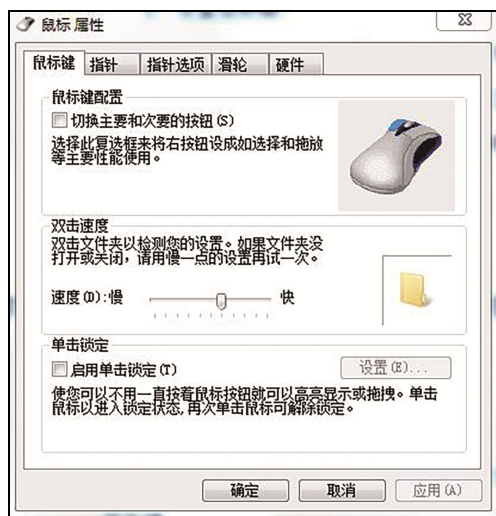 鼠标 属性
鼠标键 指针 指针选项 滑轮 硬件
鼠标键配置
切换主要和次要的按钮(S)
选择此复选框来将右按钮设成如选择和拖放
等主要性能使用。
双击速度
双击文件夹以检测您的设置。如果文件夹没
打开或关闭，请用慢一点的设置再试一次。
速度(D):慢 快
单击锁定
启用单击锁定(T) 设置(E)...
使您可以不用一直按着鼠标按钮就可以高亮显示或拖拽。单击
鼠标以进入锁定状态,再次单击鼠标可解除锁定。
确定 取消 应用(A)